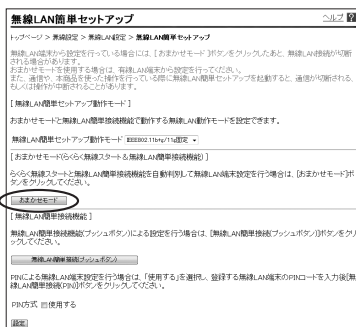 無線LAN簡単セットアップ
ヘルプ ?
トップページ > 無線設定 > 無線LAN設定 > 無線LAN簡単セットアップ
無線LAN端末から設定を行っている場合には、[おまかせモード]ボタンをクリックしたあと、無線LAN接続が切断
される場合があります。
おまかせモードを使用する場合は、有線LAN端末から設定を行ってください。
また、通信や、本商品を使った操作を行っている際に無線LAN簡単セットアップを起動すると、通信が切断される、
もしくは操作が中断されることがあります。
[無線LAN簡単セットアップ動作モード]
おまかせモードと無線LAN簡単接続機能で動作する無線LAN動作モードを設定できます。
無線LAN簡単セットアップ動作モード IEEE802.11b+g/11g固定
[おまかせモード(らくらく無線スタート&無線LAN簡単接続機能)]
らくらく無線スタートと無線LAN簡単接続機能を自動判別して無線LAN端末設定を行う場合は、[おまかせモード]ボ
タンをクリックしてください。
おまかせモード
[無線LAN簡単接続機能]
無線LAN簡単接続機能(プッシュボタン)による設定を行う場合は、[無線LAN簡単接続(プッシュボタン)]ボタンをクリ
ックしてください。
無線LAN簡単接続(プッシュボタン)
PINによる無線LAN端末設定を行う場合は、「使用する」を選択し、登録する無線LAN端末のPINコードを入力後[無
線LAN簡単接続(PIN)]ボタンをクリックしてください。
PIN方式 使用する
設定